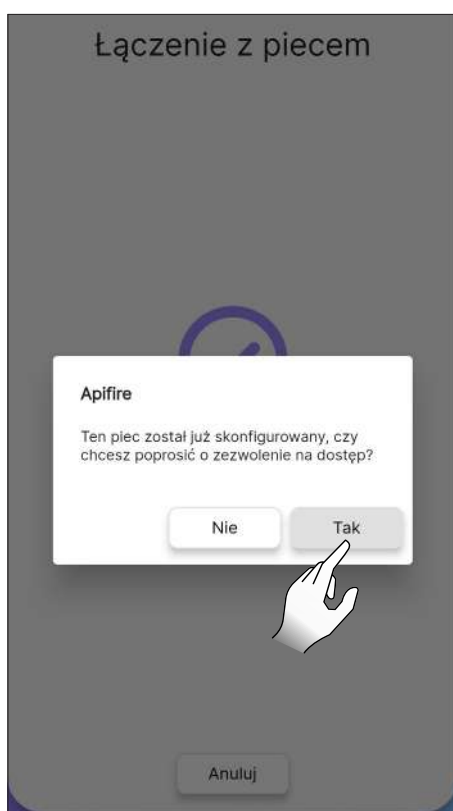 Łączenie z piecem
Apifire
Ten piec został już skonfigurowany, czy
chcesz poprosić o zezwolenie na dostęp?
Nie
Tak
Anuluj